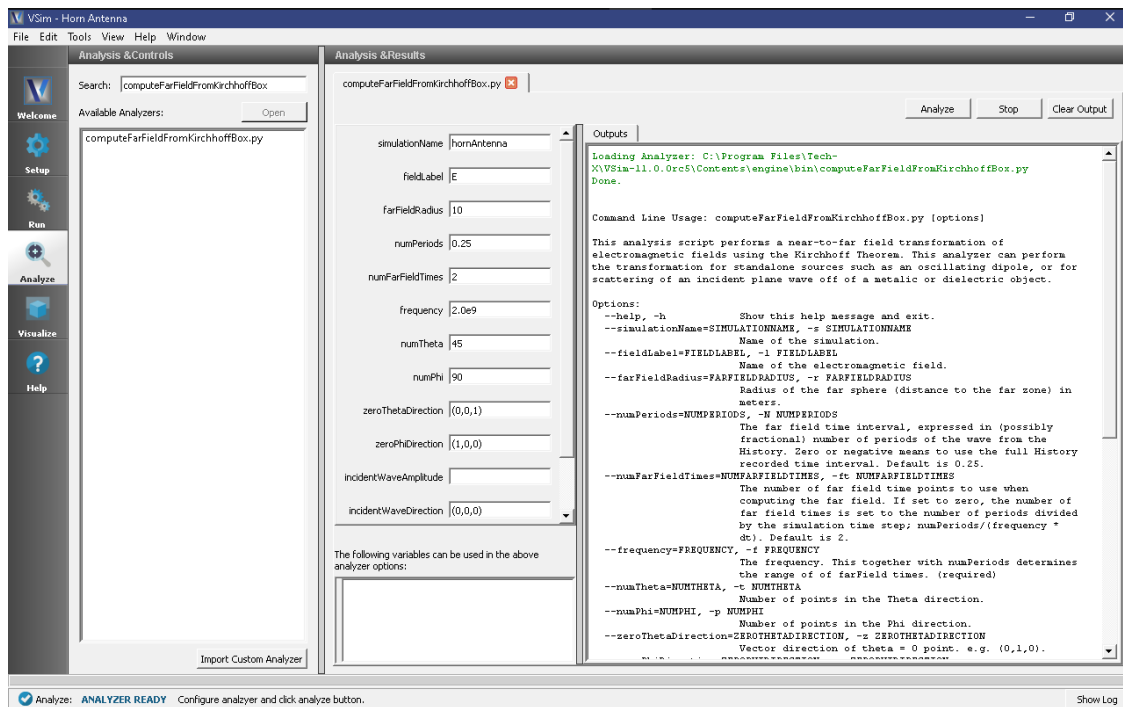 VSim - Horn Antenna
File Edit Tools View Help Window
Analysis &Controls
Analysis &Results
Welcome
Setup
Run
Analyze
Visualize
Help
Search: computeFarFieldFromKirchhoffBox
Available Analyzers:
Open
computeFarFieldFromKirchhoffBox.py
Import Custom Analyzer
computeFarFieldFromKirchhoffBox.py
Analyze Stop Clear Output
simulationName hornAntenna
fieldLabel E
farFieldRadius 10
numPeriods 0.25
numFarFieldTimes 2
frequency 2.0e9
numTheta 45
numPhi 90
zeroThetaDirection (0,0,1)
zeroPhiDirection (1,0,0)
incidentWaveAmplitude
incidentWaveDirection (0,0,0)
The following variables can be used in the above
analyzer options:
Outputs
Loading Analyzer: C:\Program Files\Tech-
X\VSim-11.0.0rc5\Contents\engine\bin\computeFarFieldFromKirchhoffBox.py
Done.
Command Line Usage: computeFarFieldFromKirchhoffBox.py [options]
This analysis script performs a near-to-far field transformation of
electromagnetic fields using the Kirchhoff Theorem. This analyzer can perform
the transformation for standalone sources such as an oscillating dipole, or for
scattering of an incident plane wave off of a metalic or dielectric object.
Options:
--help, -h Show this help message and exit.
--simulationName=SIMULATIONNAME, -s SIMULATIONNAME
Name of the simulation.
--fieldLabel=FIELDLABEL, -l FIELDLABEL
Name of the electromagnetic field.
--farFieldRadius=FARFIELDRADIUS, -r FARFIELDRADIUS
Radius of the far sphere (distance to the far zone) in
meters.
--numPeriods=NUMPERIODS, -N NUMPERIODS
The far field time interval, expressed in (possibly
fractional) number of periods of the wave from the
History. Zero or negative means to use the full History
recorded time interval. Default is 0.25.
--numFarFieldTimes=NUMFARFIELDTIMES, -ft NUMFARFIELDTIMES
The number of far field time points to use when
computing the far field. If set to zero, the number of
far field times is set to the number of periods divided
by the simulation time step; numPeriods/(frequency *
dt). Default is 2.
--frequency=FREQUENCY, -f FREQUENCY
The frequency. This together with numPeriods determines
the range of of farField times. (required)
--numTheta=NUMTHETA, -t NUMTHETA
Number of points in the Theta direction.
--numPhi=NUMPHI, -p NUMPHI
Number of points in the Phi direction.
--zeroThetaDirection=ZEROTHETADIRECTION, -z ZEROTHETADIRECTION
Vector direction of theta = 0 point. e.g. (0,1,0).
Analyze: ANALYZER READY Configure analzyer and click analyze button.
Show Log